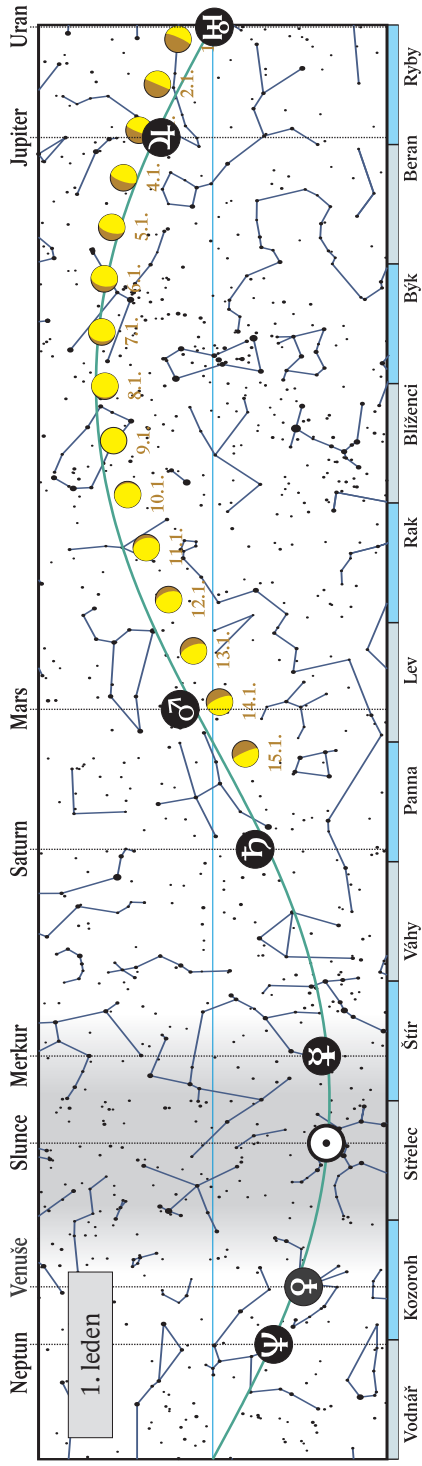 Neptun Venuše Slunce Merkur Saturn Mars Jupiter Uran
1. leden
15.1. 14.1. 13.1. 12.1. 11.1. 10.1. 9.1. 8.1. 7.1. 6.1. 5.1. 4.1. 2.1.
Vodnář Kozoroh Střelec Štír Váhy Panna Lev Rak Blíženci Býk Beran Ryby